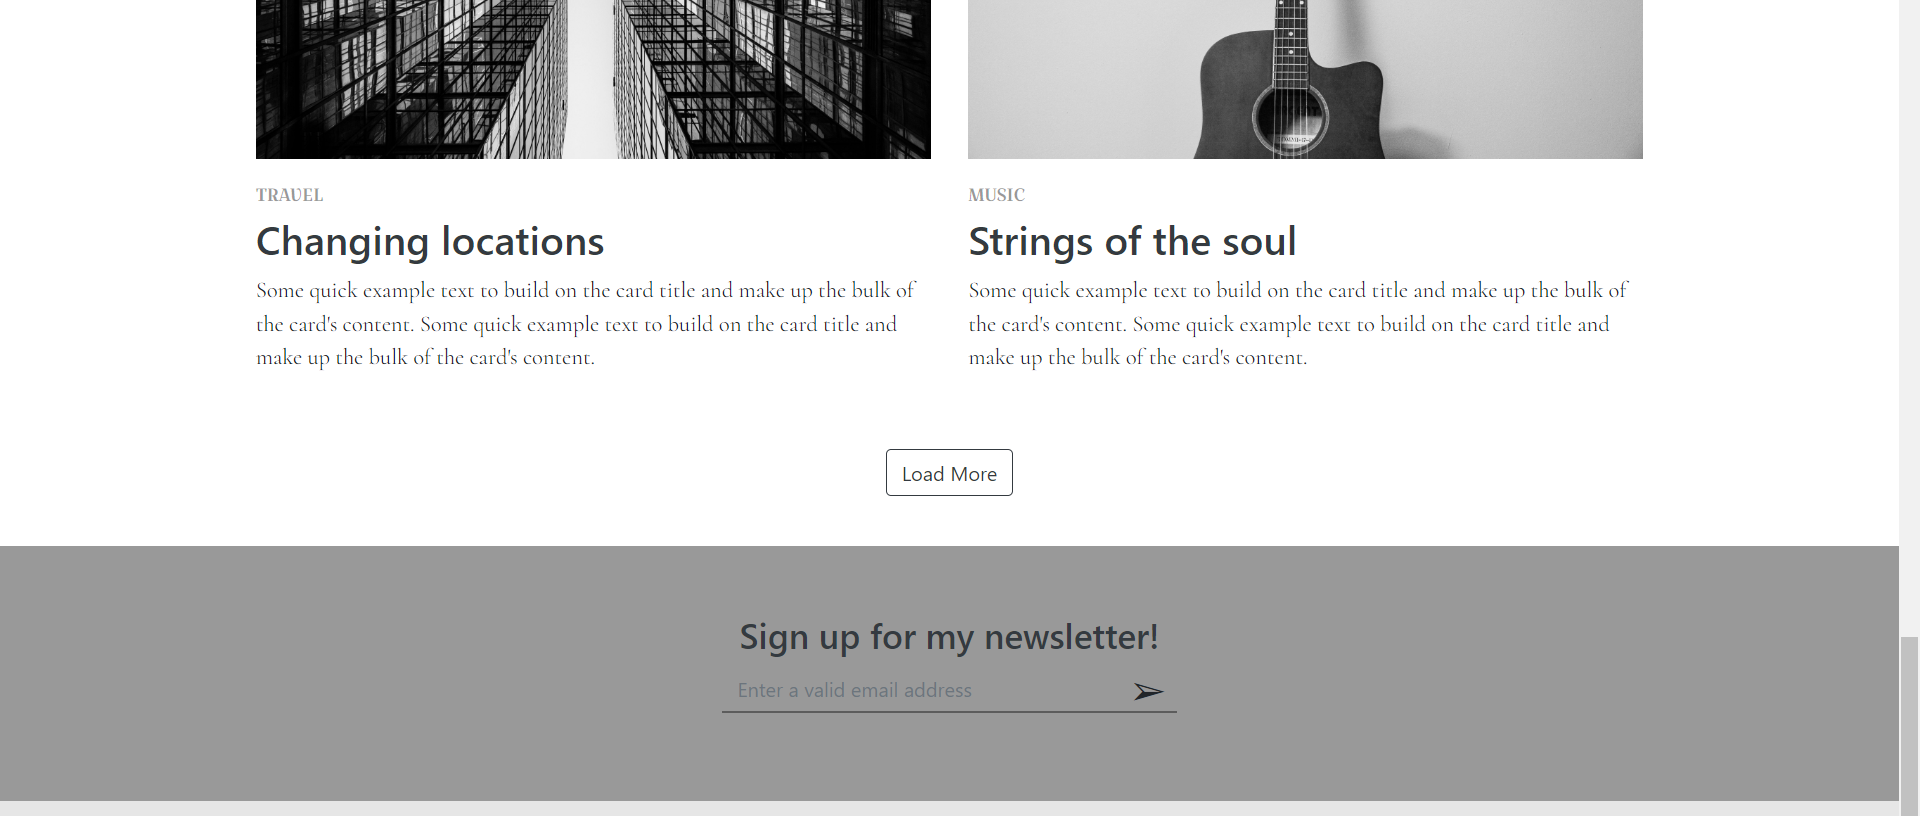 TRAVEL
Changing locations
Some quick example text to build on the card title and make up the bulk of
the card's content. Some quick example text to build on the card title and
make up the bulk of the card's content.
MUSIC
Strings of the soul
Some quick example text to build on the card title and make up the bulk of
the card's content. Some quick example text to build on the card title and
make up the bulk of the card's content.
Load More
Sign up for my newsletter!
Enter a valid email address